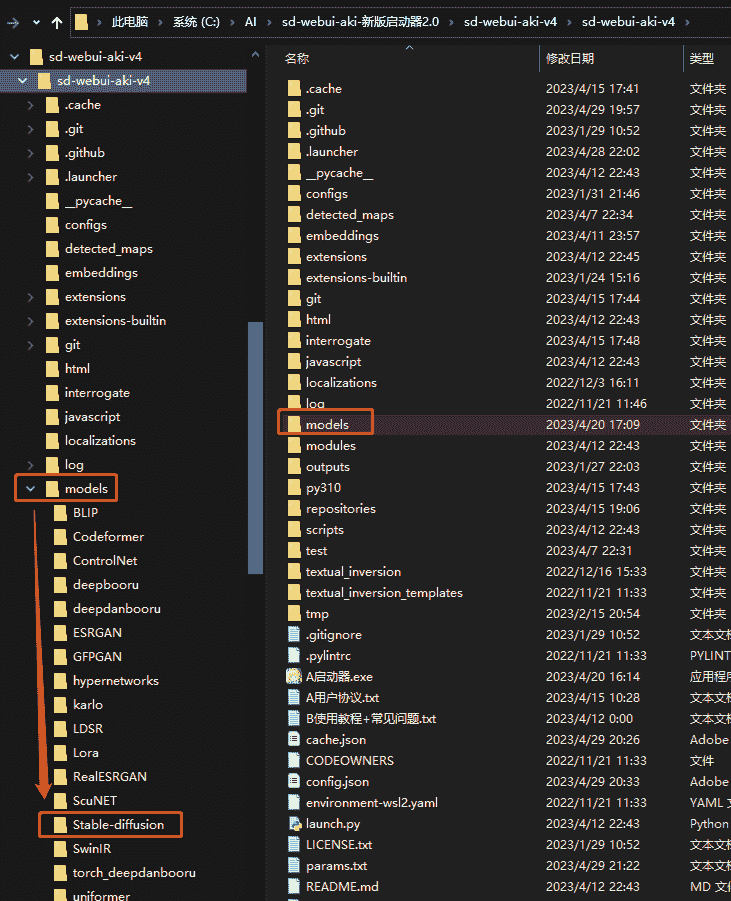 此电脑 系统 (C:) AI sd-webui-aki-新版启动器2.0 sd-webui-aki-v4 sd-webui-aki-v4
sd-webui-aki-v4
sd-webui-aki-v4
.cache
.git
.github
.launcher
__pycache__
configs
detected_maps
embeddings
extensions
extensions-builtin
git
html
interrogate
javascript
localizations
log
models
BLIP
Codeformer
ControlNet
deepbooru
deepdanbooru
ESRGAN
GFPGAN
hypernetworks
karlo
LDSR
Lora
RealESRGAN
ScuNET
Stable-diffusion
SwinIR
torch_deepdanbooru
uniformer
名称 修改日期 类型
.cache 2023/4/15 17:41 文件夹
.git 2023/4/29 19:57 文件夹
.github 2023/1/29 10:52 文件夹
.launcher 2023/4/28 22:02 文件夹
__pycache__ 2023/4/12 22:43 文件夹
configs 2023/1/31 21:46 文件夹
detected_maps 2023/4/7 22:34 文件夹
embeddings 2023/4/11 23:57 文件夹
extensions 2023/4/12 22:45 文件夹
extensions-builtin 2023/1/24 15:16 文件夹
git 2023/4/15 17:44 文件夹
html 2023/4/12 22:43 文件夹
interrogate 2023/4/15 17:48 文件夹
javascript 2023/4/12 22:43 文件夹
localizations 2022/12/3 16:11 文件夹
log 2022/11/21 11:46 文件夹
models 2023/4/20 17:09 文件夹
modules 2023/4/12 22:43 文件夹
outputs 2023/1/27 22:03 文件夹
py310 2023/4/15 17:43 文件夹
repositories 2023/4/15 19:06 文件夹
scripts 2023/4/12 22:43 文件夹
test 2023/4/7 22:31 文件夹
textual_inversion 2022/12/16 15:33 文件夹
textual_inversion_templates 2022/11/21 11:33 文件夹
tmp 2023/2/15 20:54 文件夹
.gitignore 2023/1/29 10:52 文本文档
.pylintrc 2022/11/21 11:33 PYLINT
A启动器.exe 2023/4/20 16:14 应用程序
A用户协议.txt 2023/4/15 10:28 文本文档
B使用教程+常见问题.txt 2023/4/12 0:00 文本文档
cache.json 2023/4/29 20:26 Adobe
CODEOWNERS 2022/11/21 11:33 文件
config.json 2023/4/29 20:33 Adobe
environment-wsl2.yaml 2022/11/21 11:33 YAML
launch.py 2023/4/12 22:43 Python
LICENSE.txt 2023/1/29 10:52 文本文档
params.txt 2023/4/29 21:22 文本文档
README.md 2023/4/12 22:43 MD 文件